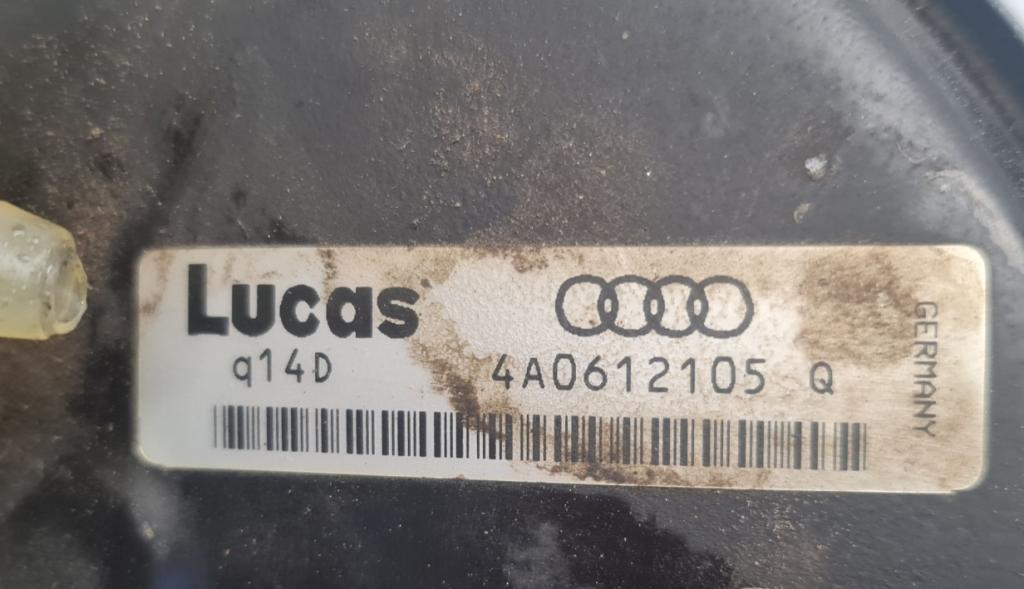 Lucas
q14D
4A0612105 Q
GERMANY